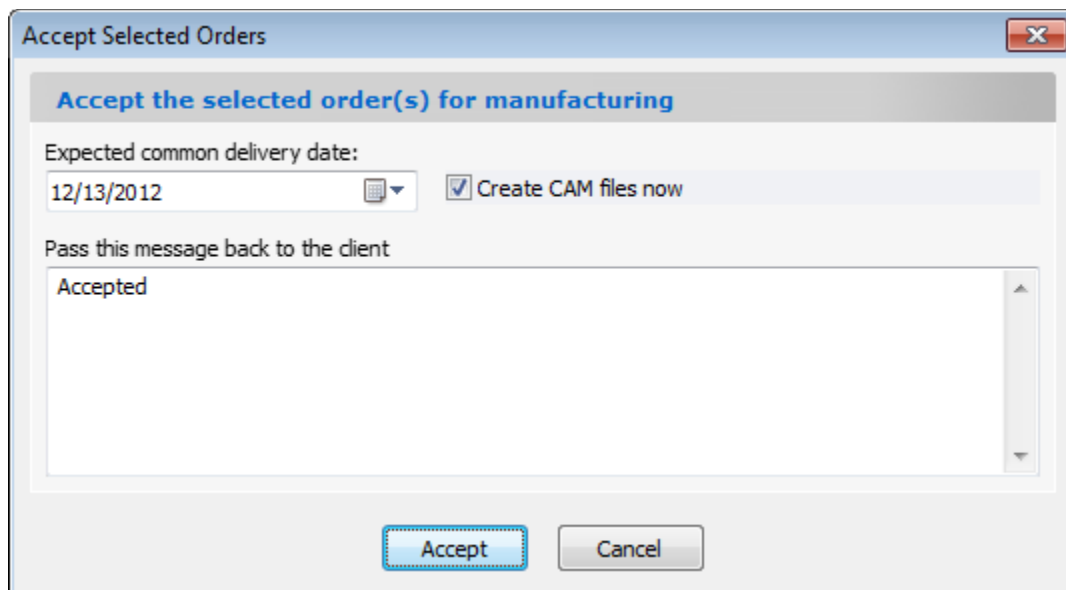 Accept Selected Orders
Accept the selected order(s) for manufacturing
Expected common delivery date:
12/13/2012
Create CAM files now
Pass this message back to the client
Accepted
Accept
Cancel